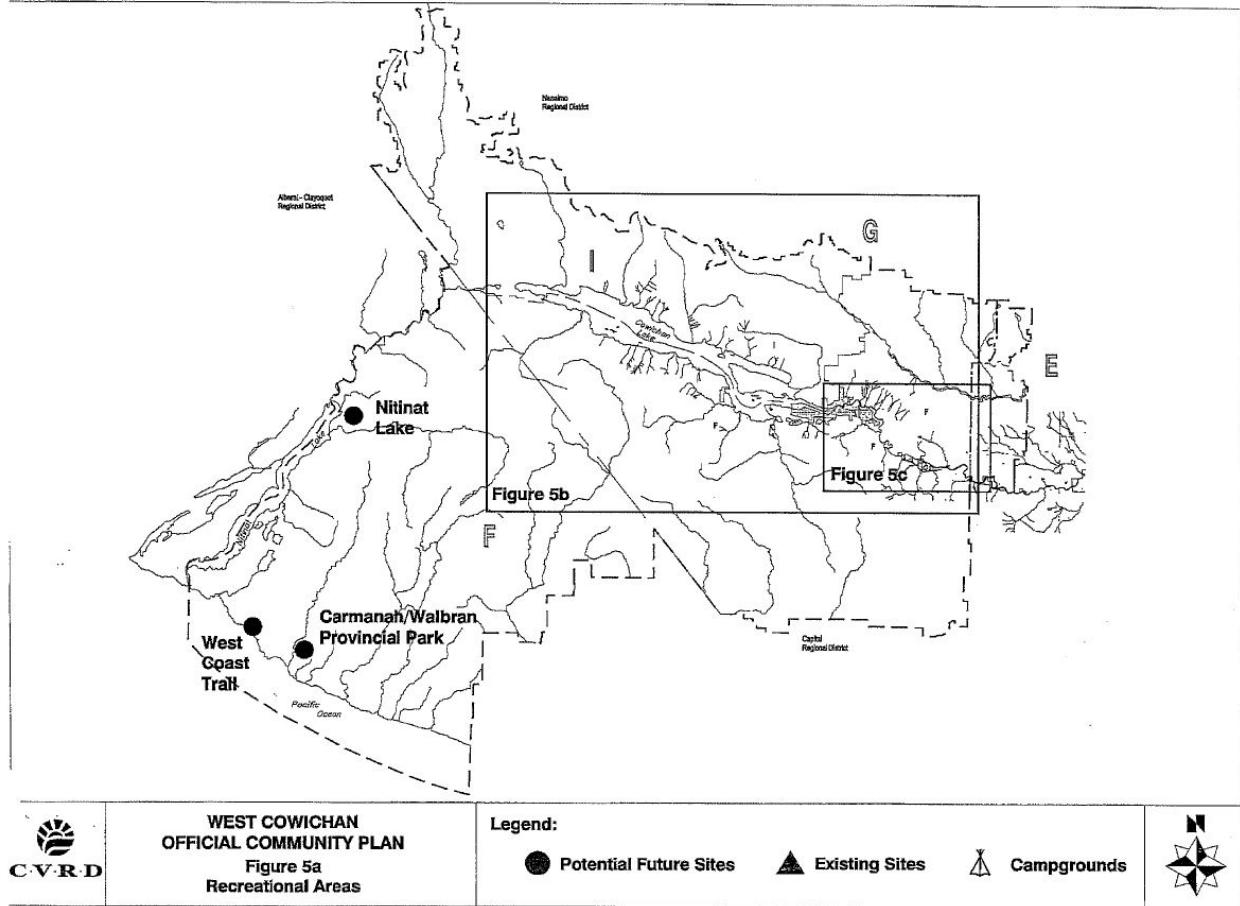 Nanaimo
Regional District
Alberni - Clayoquot
Regional District
G
I
Cowichan
Lake
E
Nitinat
Lake
F
F
F
Lake
Figure 5c
Figure 5b
Nitinat
F
Carmanah/Walbran
Provincial Park
West
Coast
Trail
Capital
Regional District
Pacific
Ocean
C·V·R·D
WEST COWICHAN
OFFICIAL COMMUNITY PLAN
Figure 5a
Recreational Areas
Legend:
Potential Future Sites
Existing Sites
Campgrounds
N